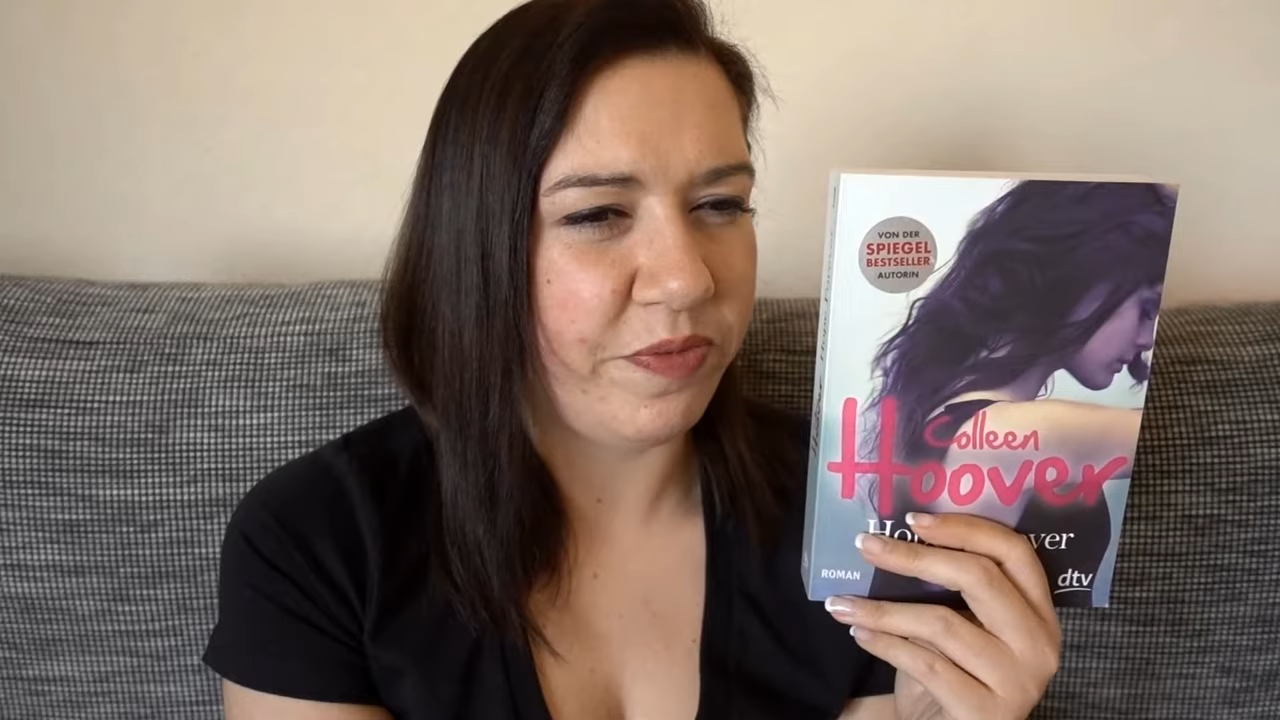 VON DER
SPIEGEL
BESTSELLER
AUTORIN
Colleen
Hoover
ROMAN
dtv